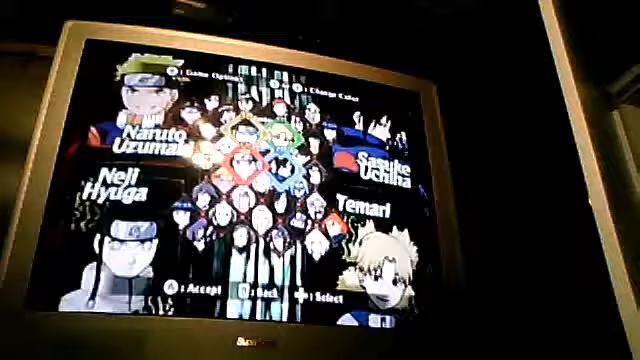 : Game Options
: Change Color
Naruto
Uzumaki
Sasuke
Uchiha
Neji
Hyuga
Temari
A : Accept
: Back
: Select